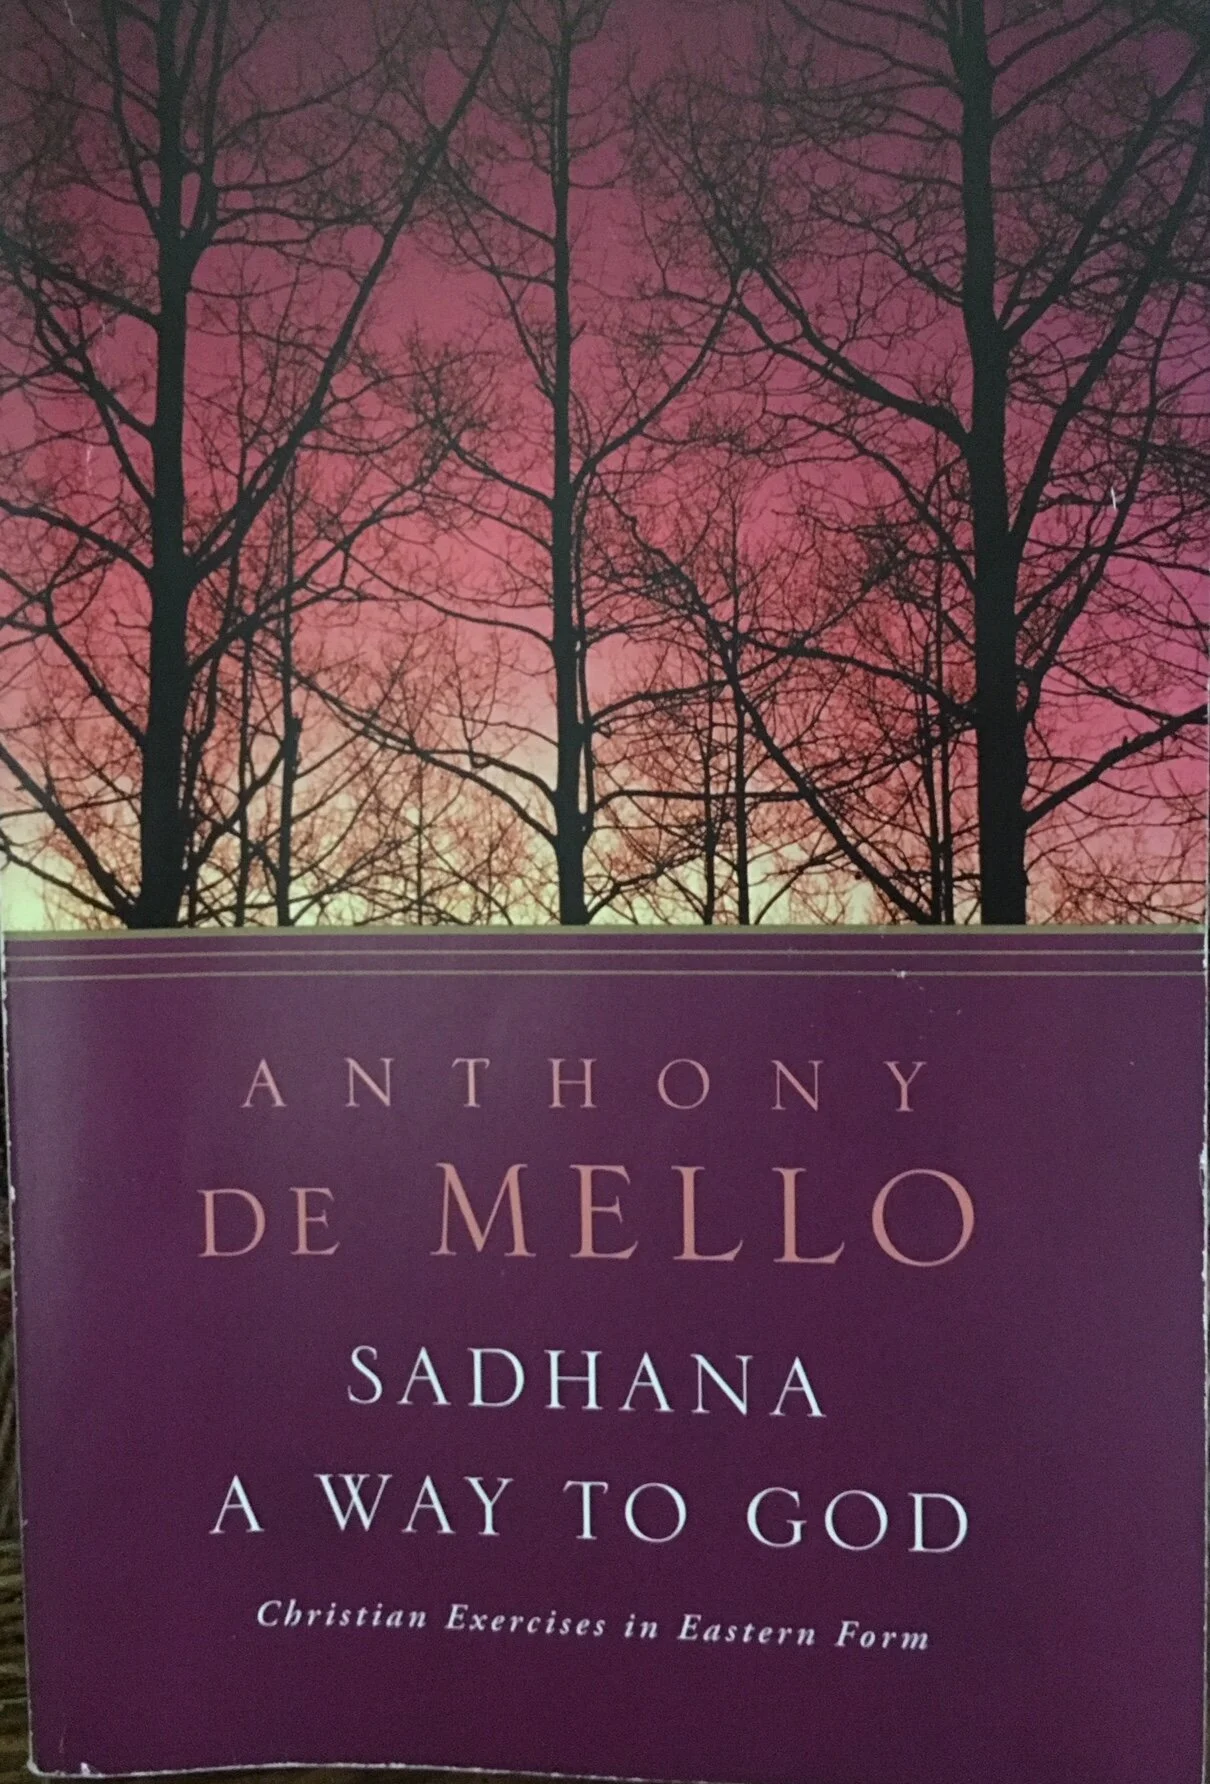 ANTHONY
DE MELLO
SADHANA
A WAY TO GOD
Christian Exercises in Eastern Form